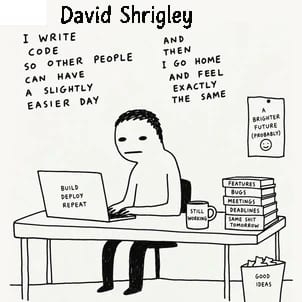 David Shrigley
I WRITE
CODE
SO OTHER PEOPLE
CAN HAVE
A SLIGHTLY
EASIER DAY
AND
THEN
I GO HOME
AND FEEL
EXACTLY
THE SAME
A
BRIGHTER
FUTURE
(PROBABLY)
BUILD
DEPLOY
REPEAT
STILL
WORKING
FEATURES
BUGS
MEETINGS
DEADLINES
SAME SHIT
TOMORROW
GOOD
IDEAS